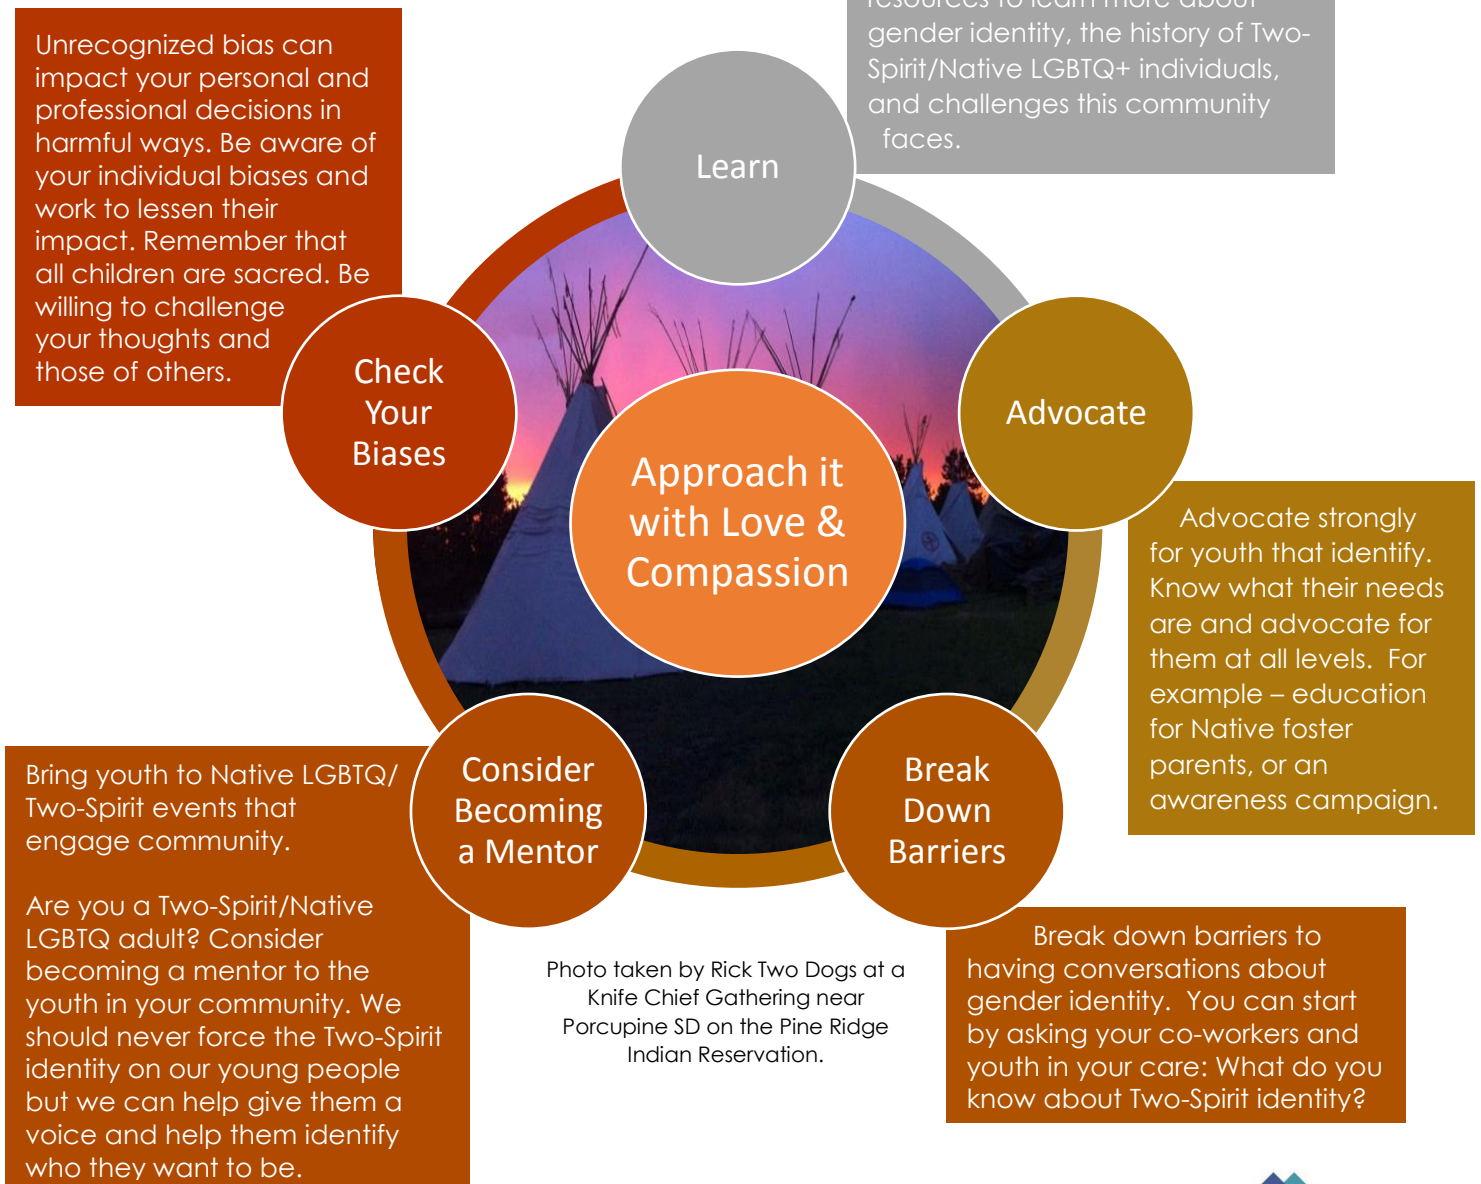 Unrecognized bias can
impact your personal and
professional decisions in
harmful ways. Be aware of
your individual biases and
work to lessen their
impact. Remember that
all children are sacred. Be
willing to challenge
your thoughts and
those of others.
resources to learn more about
gender identity, the history of Two-
Spirit/Native LGBTQ+ individuals,
and challenges this community
faces.
Learn
Check
Your
Biases
Advocate
Approach it
with Love &
Compassion
Advocate strongly
for youth that identify.
Know what their needs
are and advocate for
them at all levels. For
example – education
for Native foster
parents, or an
awareness campaign.
Consider
Becoming
a Mentor
Break
Down
Barriers
Bring youth to Native LGBTQ/
Two-Spirit events that
engage community.
Are you a Two-Spirit/Native
LGBTQ adult? Consider
becoming a mentor to the
youth in your community. We
should never force the Two-Spirit
identity on our young people
but we can help give them a
voice and help them identify
who they want to be.
Photo taken by Rick Two Dogs at a
Knife Chief Gathering near
Porcupine SD on the Pine Ridge
Indian Reservation.
Break down barriers to
having conversations about
gender identity. You can start
by asking your co-workers and
youth in your care: What do you
know about Two-Spirit identity?